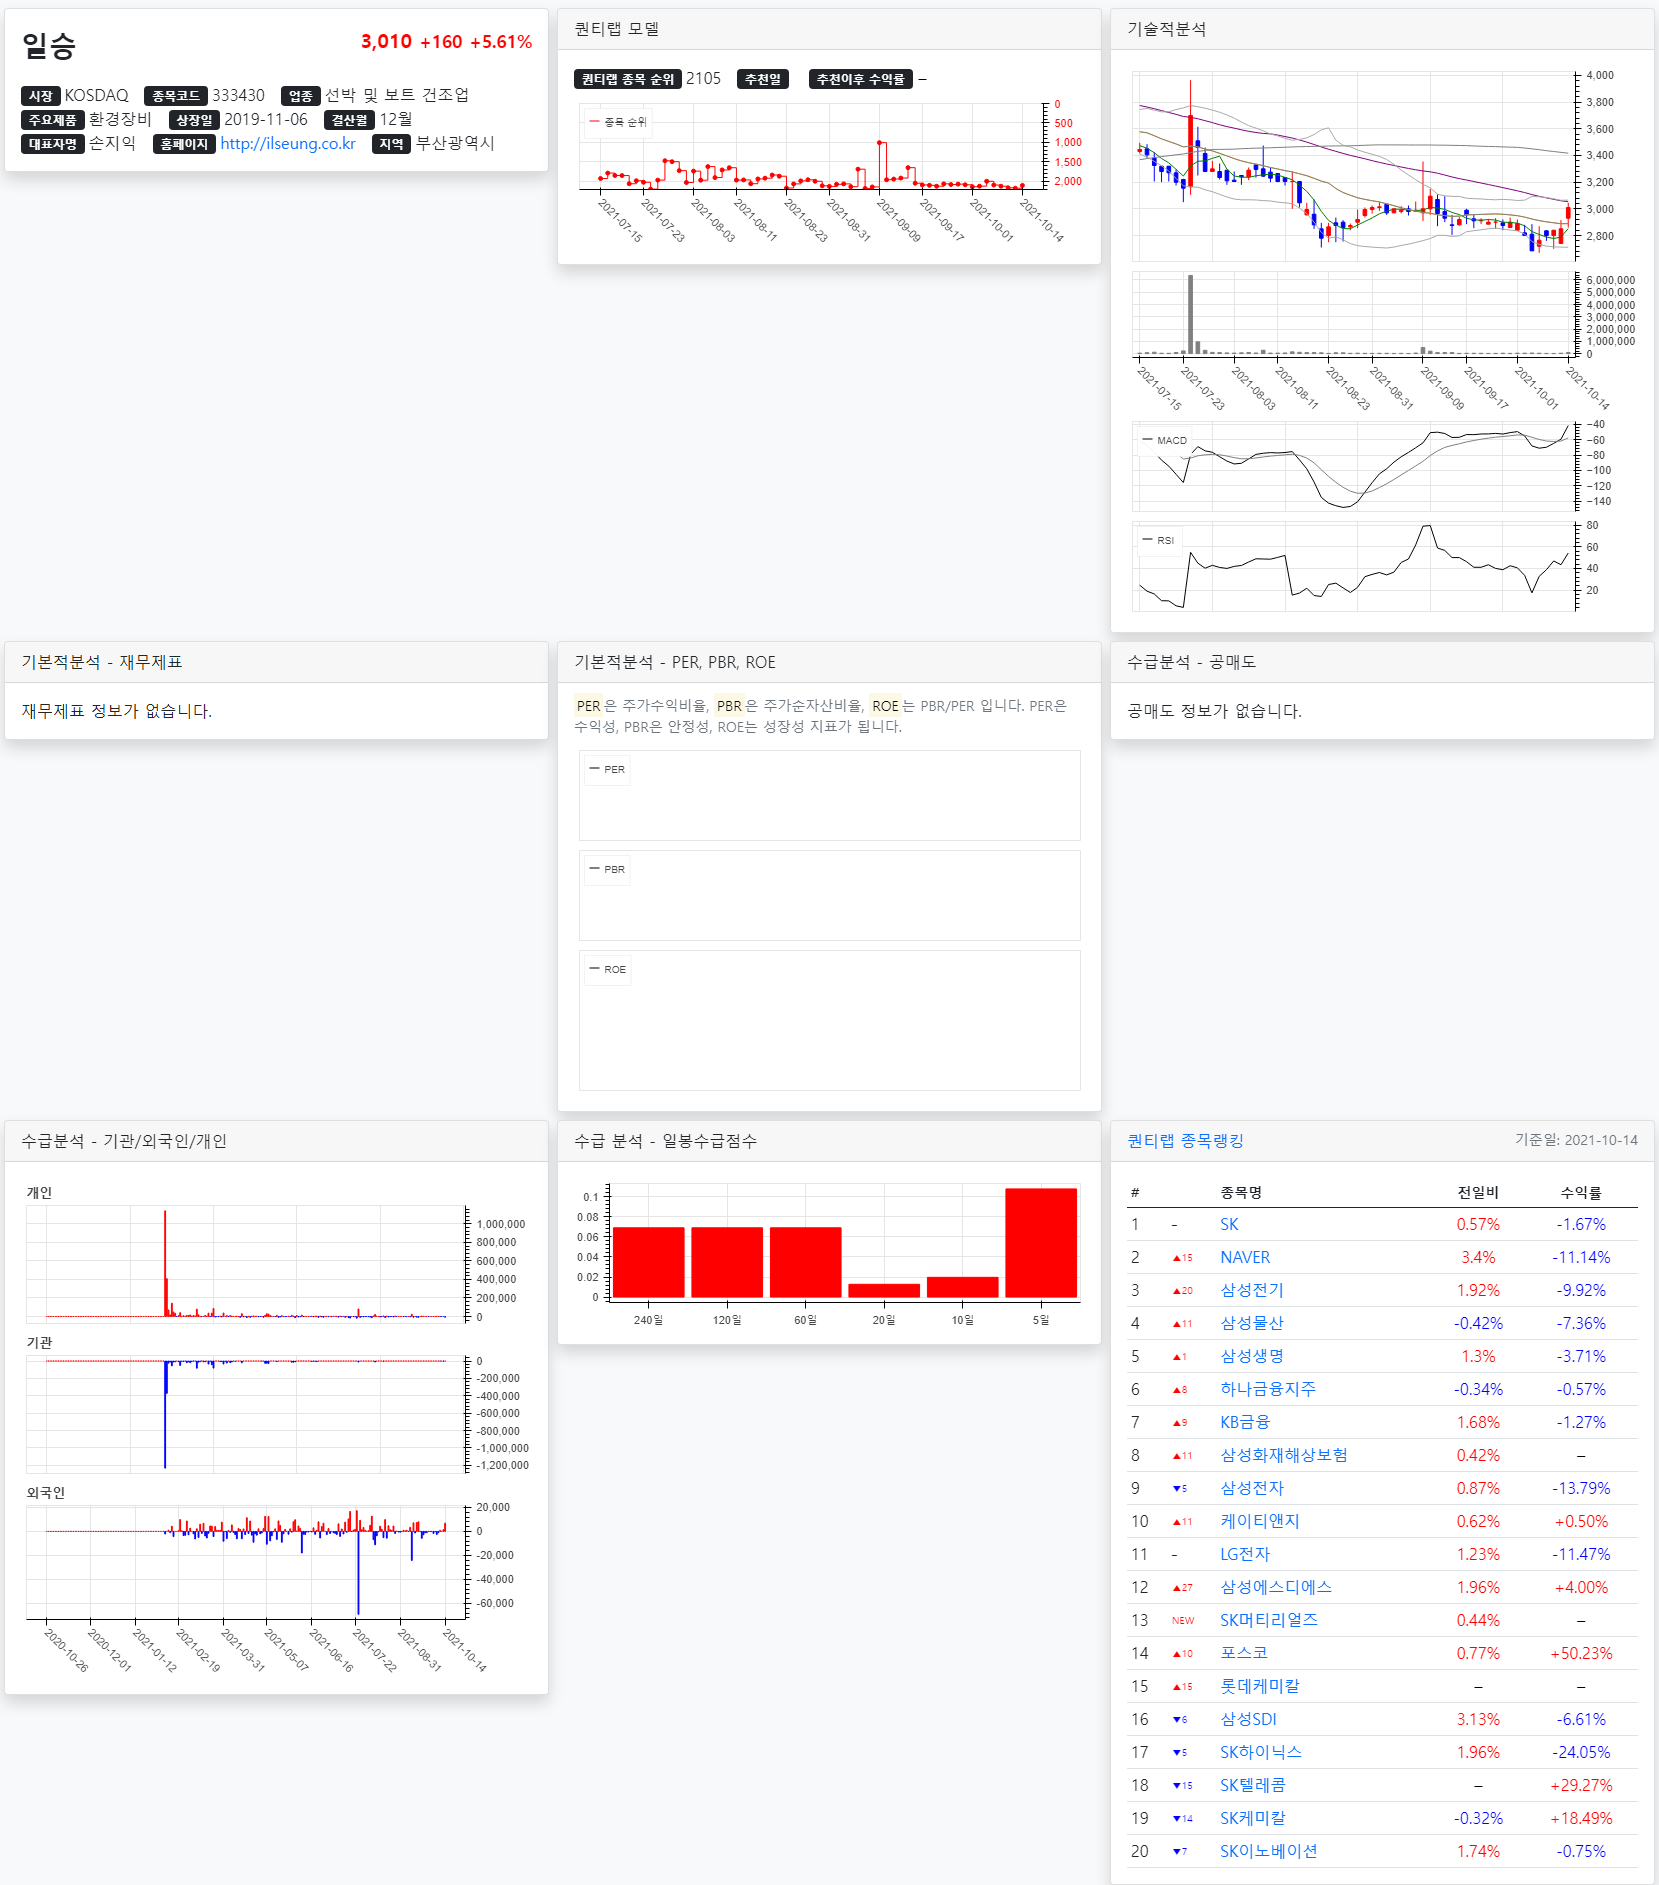 일승
3,010 +160 +5.61%
시장 KOSDAQ 종목코드 333430 업종 선박 및 보트 건조업
주요제품 환경장비 상장일 2019-11-06 결산월 12월
대표자명 손지익 홈페이지 http://ilseung.co.kr 지역 부산광역시
퀀티랩 모델
퀀티랩 종목 순위 2105 추천일 추천이후 수익률 –
종목 순위
0
500
1,000
1,500
2,000
2021-07-15
2021-07-23
2021-08-03
2021-08-11
2021-08-23
2021-08-31
2021-09-09
2021-09-17
2021-10-01
2021-10-14
기술적분석
4,000
3,800
3,600
3,400
3,200
3,000
2,800
6,000,000
5,000,000
4,000,000
3,000,000
2,000,000
1,000,000
0
2021-07-15
2021-07-23
2021-08-03
2021-08-11
2021-08-23
2021-08-31
2021-09-09
2021-09-17
2021-10-01
2021-10-14
MACD
−40
−60
−80
−100
−120
−140
RSI
80
60
40
20
기본적분석 - 재무제표
재무제표 정보가 없습니다.
기본적분석 - PER, PBR, ROE
PER은 주가수익비율, PBR은 주가순자산비율, ROE는 PBR/PER 입니다. PER은
수익성, PBR은 안정성, ROE는 성장성 지표가 됩니다.
PER
PBR
ROE
수급분석 - 공매도
공매도 정보가 없습니다.
수급분석 - 기관/외국인/개인
개인
1,000,000
800,000
600,000
400,000
200,000
0
기관
0
-200,000
-400,000
-600,000
-800,000
-1,000,000
-1,200,000
외국인
20,000
0
-20,000
-40,000
-60,000
2020-10-26
2020-12-01
2021-01-12
2021-02-19
2021-03-31
2021-05-07
2021-06-16
2021-07-22
2021-08-31
2021-10-14
수급 분석 - 일봉수급점수
0.1
0.08
0.06
0.04
0.02
0
240일 120일 60일 20일 10일 5일
퀀티랩 종목랭킹 기준일: 2021-10-14
# 종목명 전일비 수익률
1 - SK 0.57% -1.67%
2 ▲15 NAVER 3.4% -11.14%
3 ▲20 삼성전기 1.92% -9.92%
4 ▲11 삼성물산 -0.42% -7.36%
5 ▲1 삼성생명 1.3% -3.71%
6 ▲8 하나금융지주 -0.34% -0.57%
7 ▲9 KB금융 1.68% -1.27%
8 ▲11 삼성화재해상보험 0.42% –
9 ▼5 삼성전자 0.87% -13.79%
10 ▲11 케이티앤지 0.62% +0.50%
11 - LG전자 1.23% -11.47%
12 ▲27 삼성에스디에스 1.96% +4.00%
13 NEW SK머티리얼즈 0.44% –
14 ▲10 포스코 0.77% +50.23%
15 ▲15 롯데케미칼 – –
16 ▼6 삼성SDI 3.13% -6.61%
17 ▼5 SK하이닉스 1.96% -24.05%
18 ▼15 SK텔레콤 – +29.27%
19 ▼14 SK케미칼 -0.32% +18.49%
20 ▼7 SK이노베이션 1.74% -0.75%